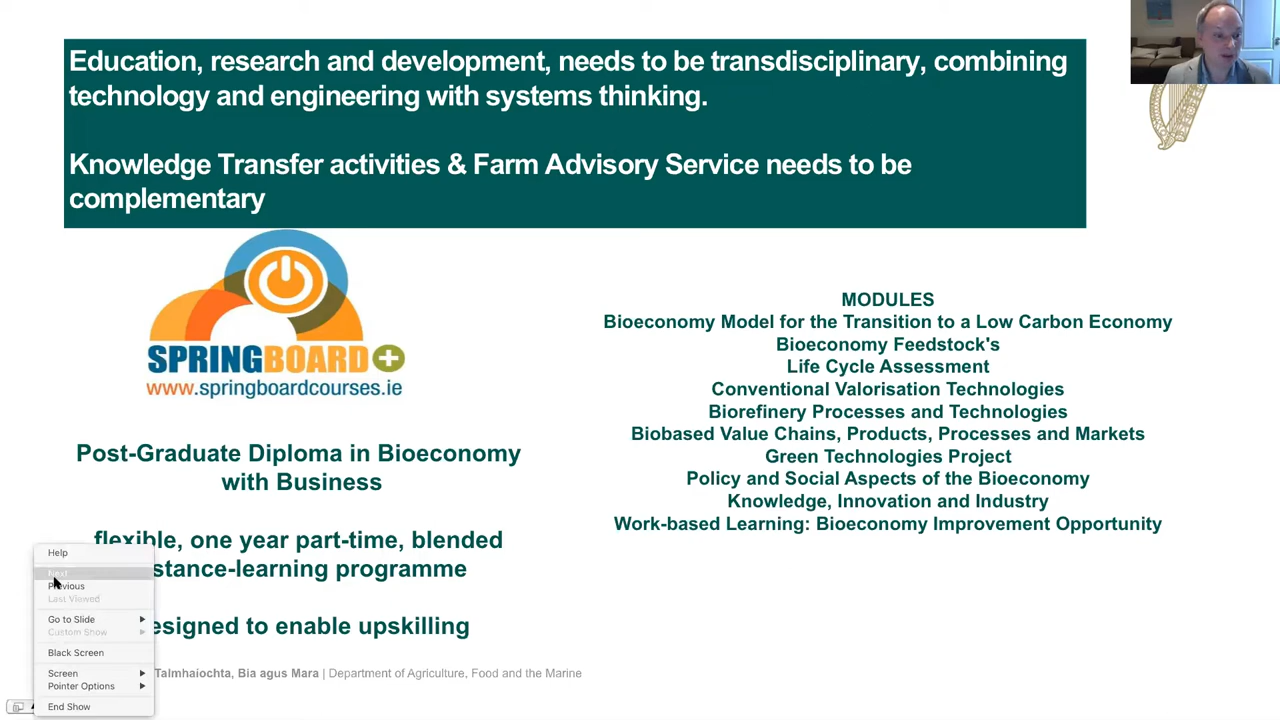 Education, research and development, needs to be transdisciplinary, combining
technology and engineering with systems thinking.
Knowledge Transfer activities & Farm Advisory Service needs to be
complementary
SPRINGBOARD+
www.springboardcourses.ie
Post-Graduate Diploma in Bioeconomy
with Business
flexible, one year part-time, blended
stance-learning programme
esigned to enable upskilling
MODULES
Bioeconomy Model for the Transition to a Low Carbon Economy
Bioeconomy Feedstock's
Life Cycle Assessment
Conventional Valorisation Technologies
Biorefinery Processes and Technologies
Biobased Value Chains, Products, Processes and Markets
Green Technologies Project
Policy and Social Aspects of the Bioeconomy
Knowledge, Innovation and Industry
Work-based Learning: Bioeconomy Improvement Opportunity
Help
Next
Previous
Last Viewed
Go to Slide
Custom Show
Black Screen
Screen
Pointer Options
End Show
Talmhaíochta, Bia agus Mara | Department of Agriculture, Food and the Marine